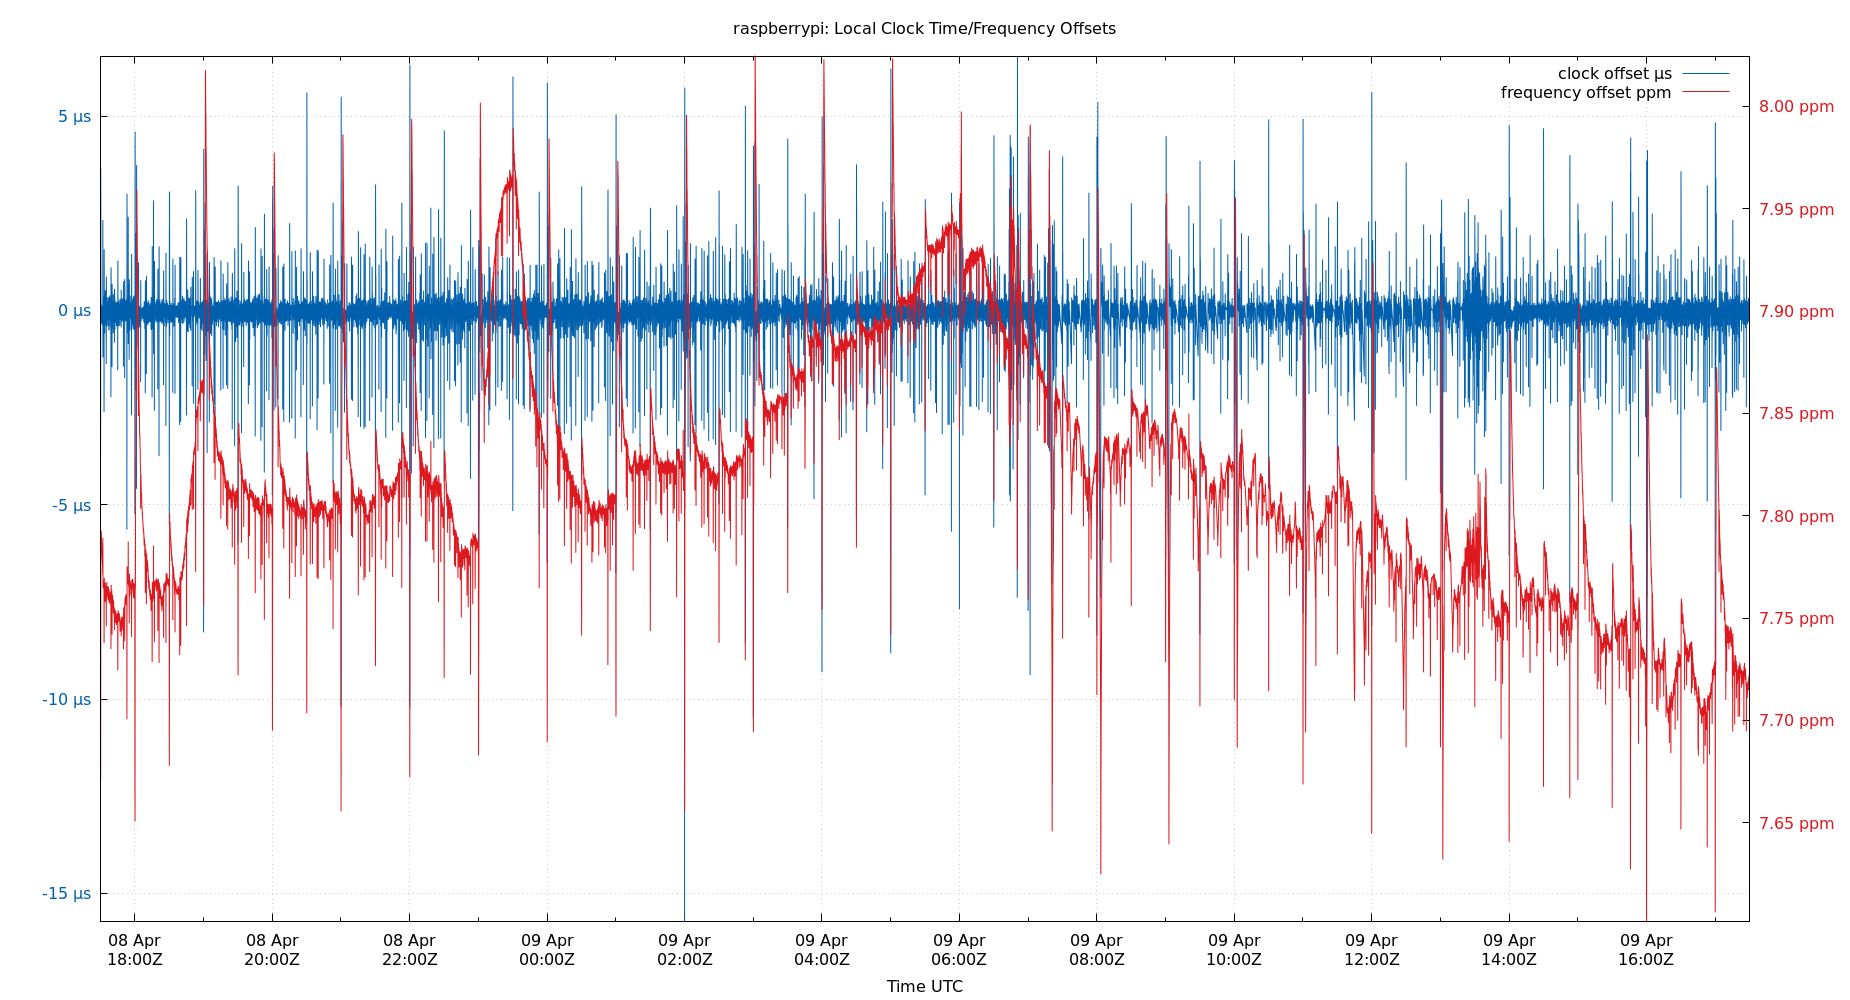 raspberrypi: Local Clock Time/Frequency Offsets
clock offset µs
frequency offset ppm
5 µs
0 µs
-5 µs
-10 µs
-15 µs
8.00 ppm
7.95 ppm
7.90 ppm
7.85 ppm
7.80 ppm
7.75 ppm
7.70 ppm
7.65 ppm
08 Apr 08 Apr 08 Apr 09 Apr 09 Apr 09 Apr 09 Apr 09 Apr 09 Apr 09 Apr 09 Apr 09 Apr
18:00Z 20:00Z 22:00Z 00:00Z 02:00Z 04:00Z 06:00Z 08:00Z 10:00Z 12:00Z 14:00Z 16:00Z
Time UTC